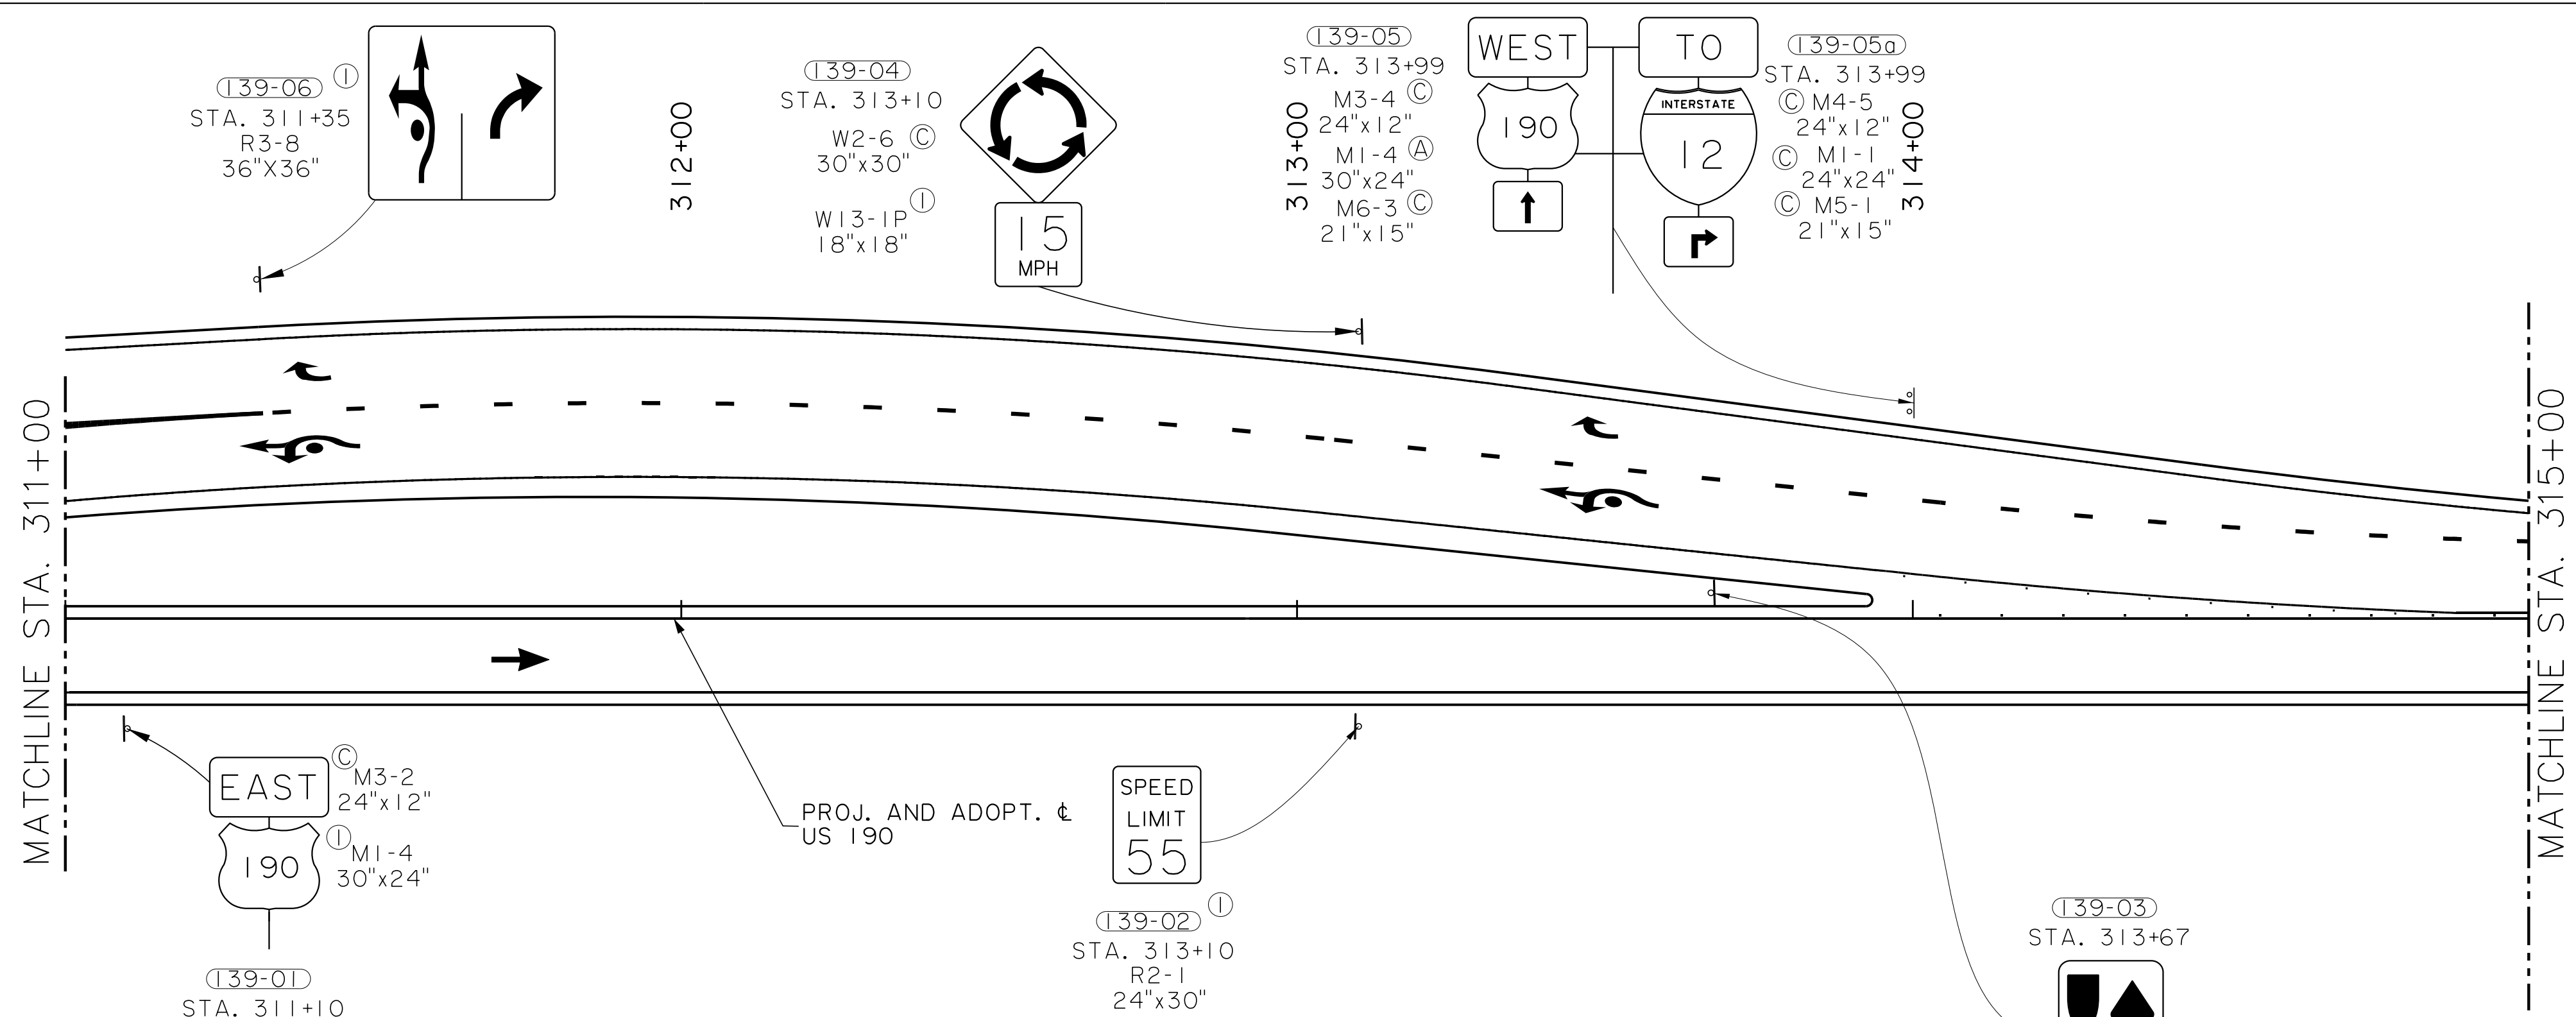 139-06 I
STA. 311+35
R3-8
36"X36"
312+00
139-04
STA. 313+10
W2-6 C
30"x30"
W13-1P I
18"x18"
15
MPH
139-05
STA. 313+99
M3-4 C
24"x12"
M1-4 A
30"x24"
M6-3 C
21"x15"
313+00
WEST
190
TO
INTERSTATE
12
139-05a
STA. 313+99
C M4-5
24"x12"
C M1-1
24"x24"
C M5-1
21"x15"
314+00
MATCHLINE STA. 311+00
MATCHLINE STA. 315+00
EAST
190
C
M3-2
24"x12"
I
M1-4
30"x24"
139-01
STA. 311+10
PROJ. AND ADOPT. ℄
US 190
SPEED
LIMIT
55
139-02 I
STA. 313+10
R2-1
24"x30"
139-03
STA. 313+67